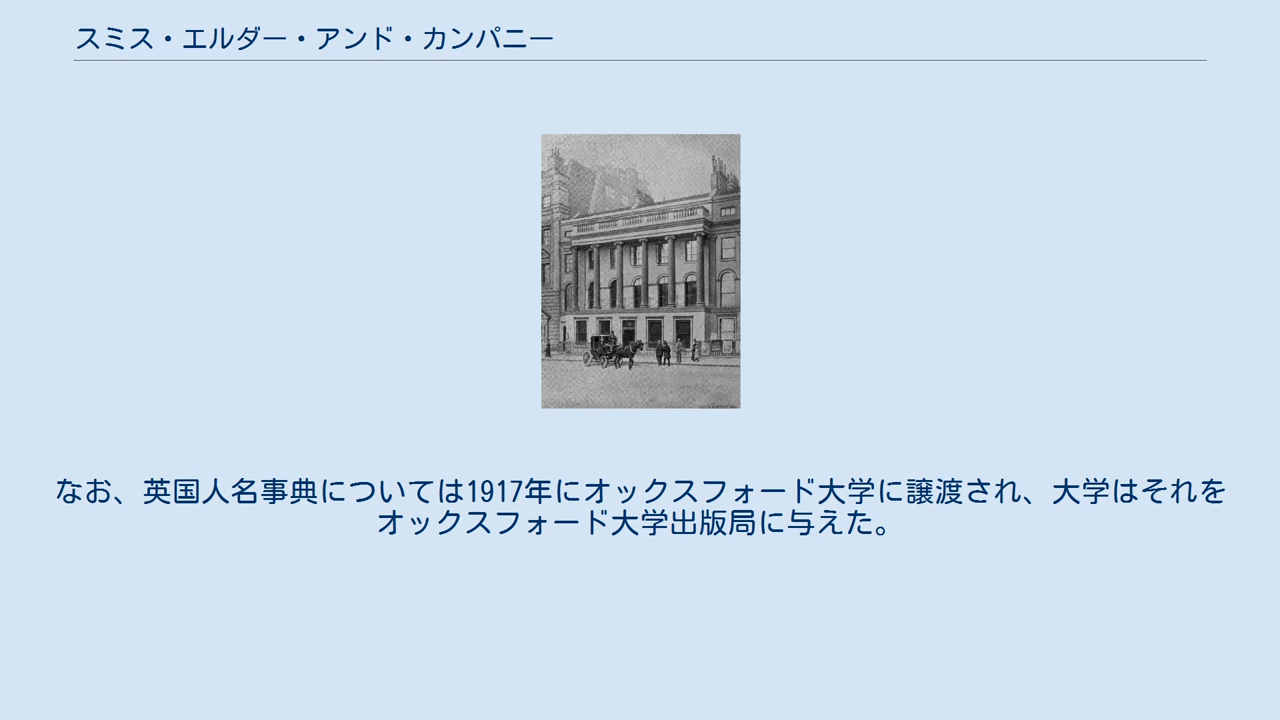 スミス・エルダー・アンド・カンパニー
なお、英国人名事典については1917年にオックスフォード大学に譲渡され、大学はそれを
オックスフォード大学出版局に与えた。